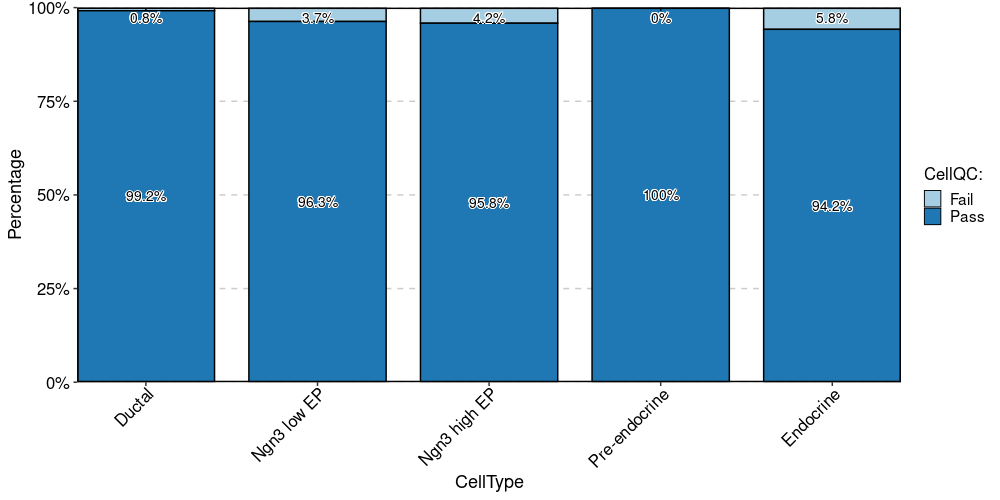 100%
75%
50%
25%
0%
Percentage
0.8%
3.7%
4.2%
0%
5.8%
99.2%
96.3%
95.8%
100%
94.2%
Ductal
Ngn3 low EP
Ngn3 high EP
Pre-endocrine
Endocrine
CellType
CellQC:
Fail
Pass